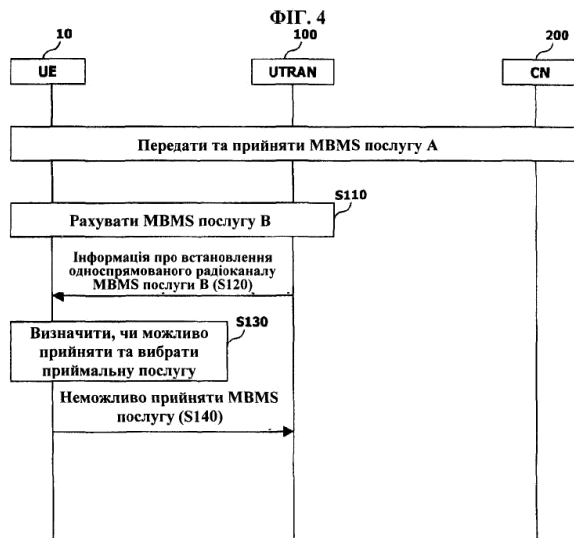 ФІГ. 4
10
100
200
UE
UTRAN
CN
Передати та прийняти MBMS послугу A
S110
Рахувати MBMS послугу B
Інформація про встановлення
односпрямованого радіоканалу
MBMS послуги B (S120)
S130
Визначити, чи можливо
прийняти та вибрати
приймальну послугу
Неможливо прийняти MBMS
послугу (S140)